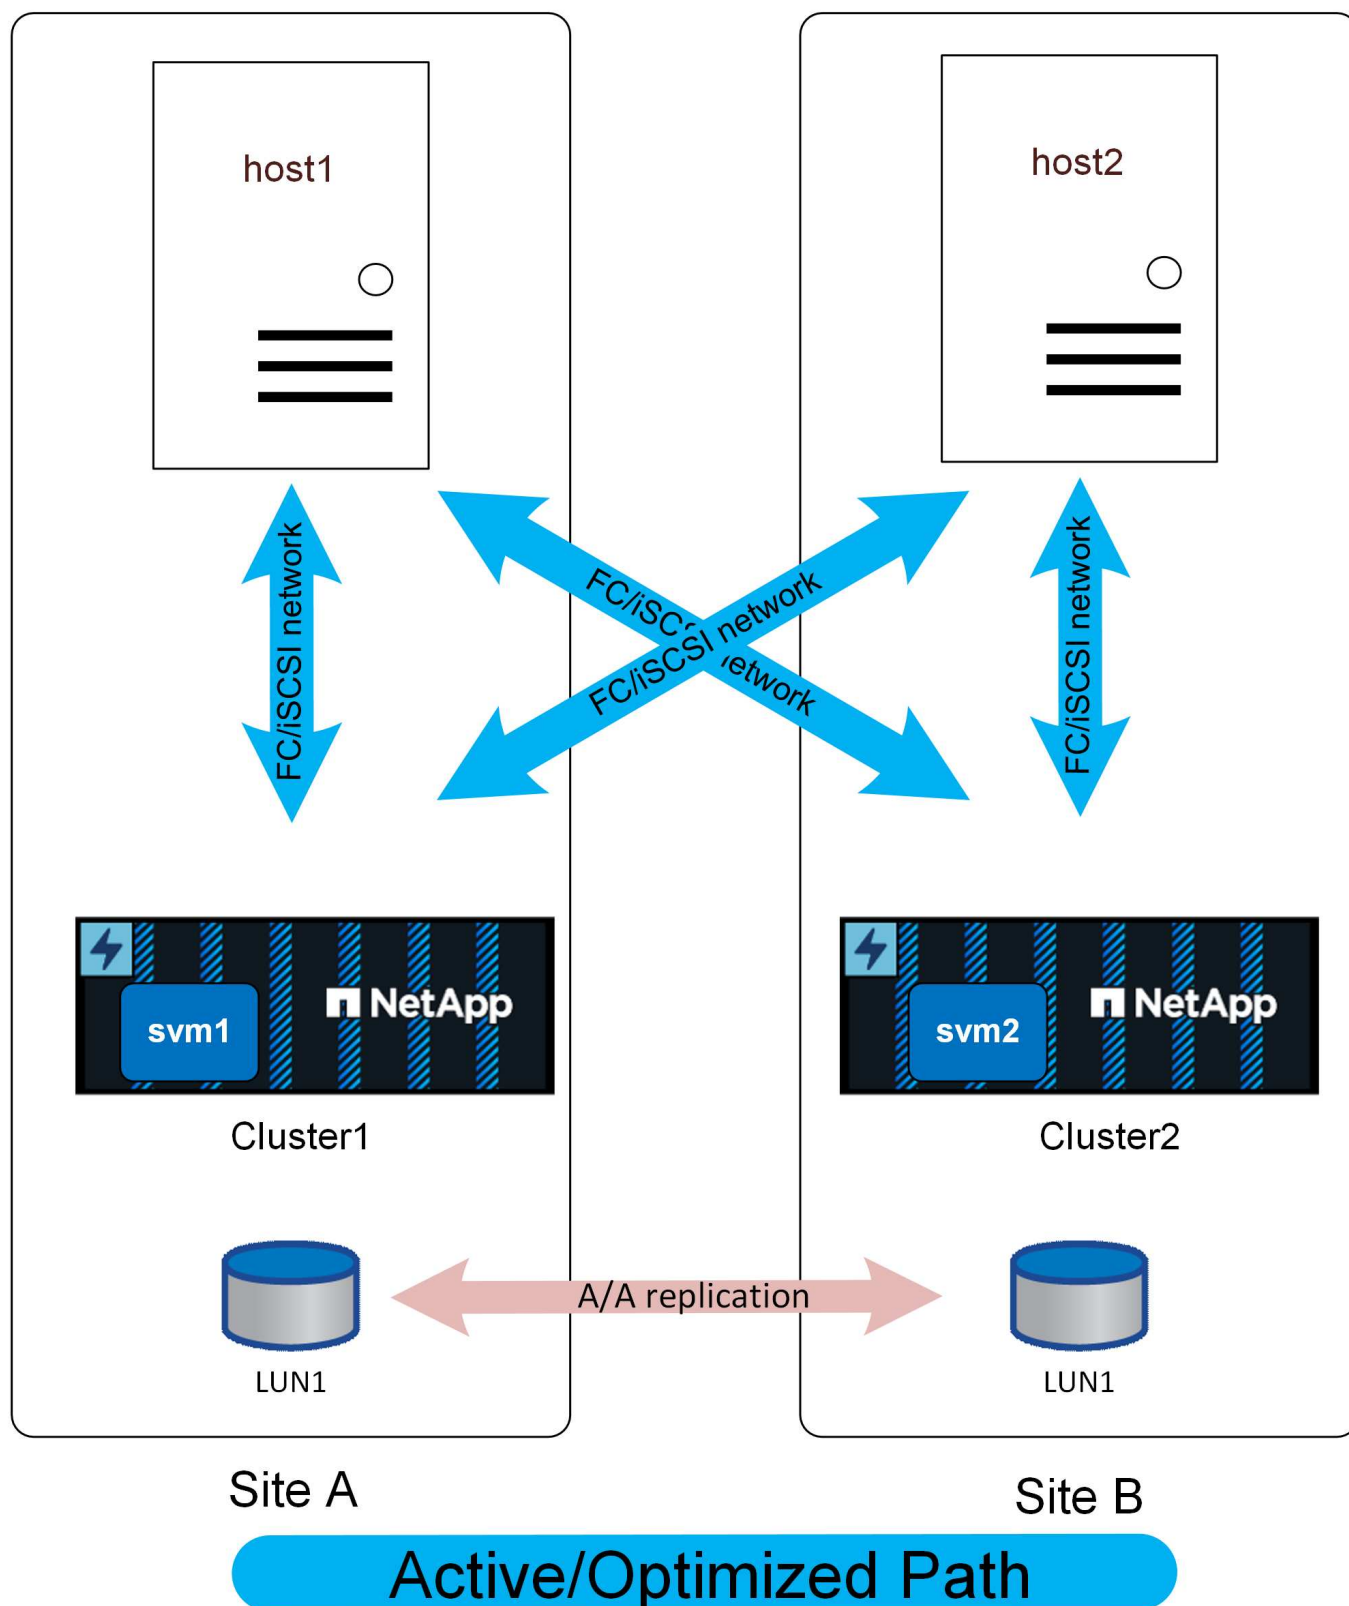 host1
host2
FC/iSCSI network
FC/iSCSI network
FC/iSCSI network
FC/iSCSI network
svm1
NetApp
svm2
NetApp
Cluster1
Cluster2
A/A replication
LUN1
LUN1
Site A
Site B
Active/Optimized Path